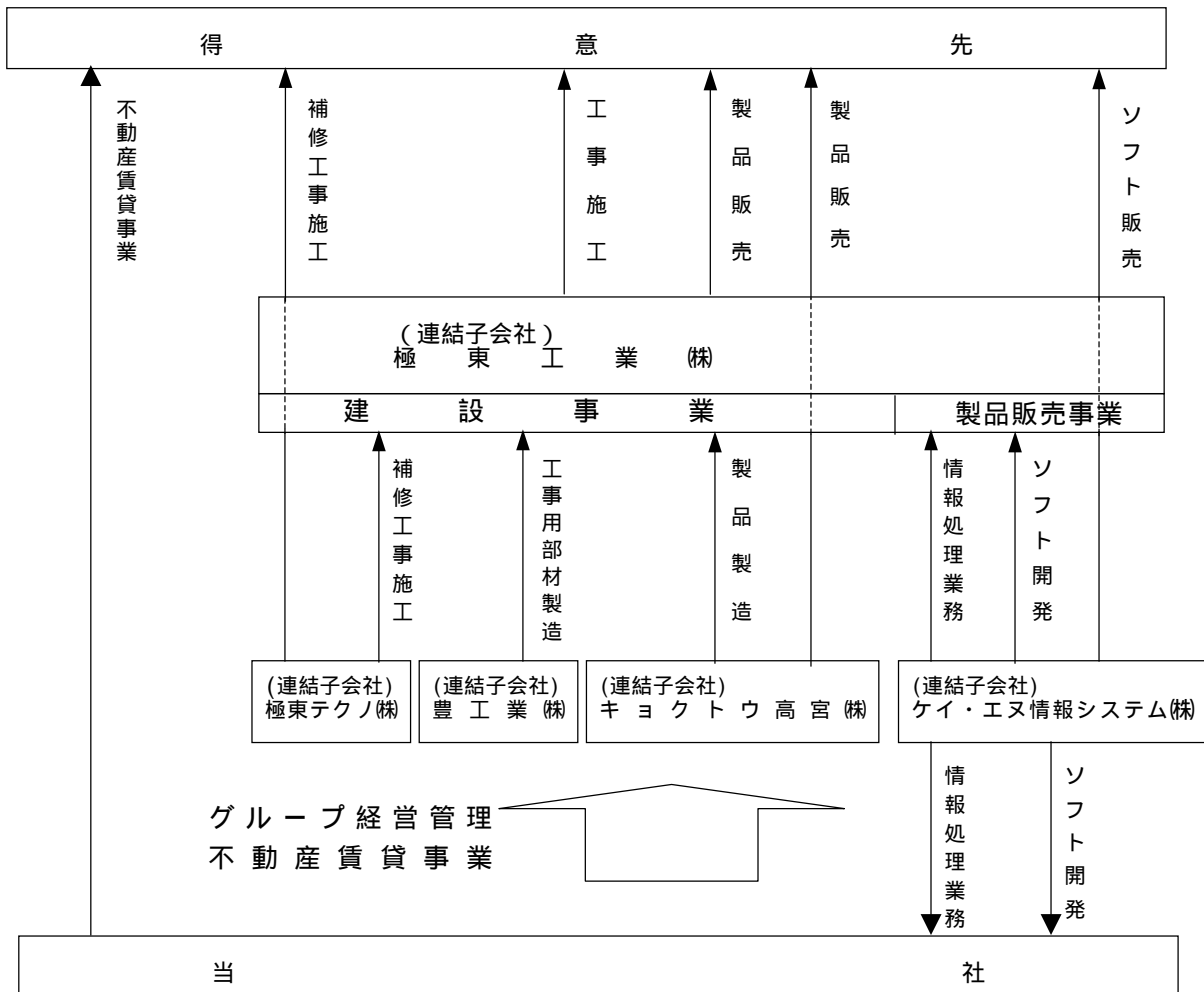 得意先
不動産賃貸事業
補修工事施工
工事施工
製品販売
製品販売
ソフト販売
(連結子会社)
極東工業㈱
建設事業
製品販売事業
補修工事施工
工事用部材製造
製品製造
情報処理業務
ソフト開発
(連結子会社)
極東テクノ㈱
(連結子会社)
豊工業㈱
(連結子会社)
キョクトウ高宮㈱
(連結子会社)
ケイ・エヌ情報システム㈱
グループ経営管理
不動産賃貸事業
情報処理業務
ソフト開発
当社